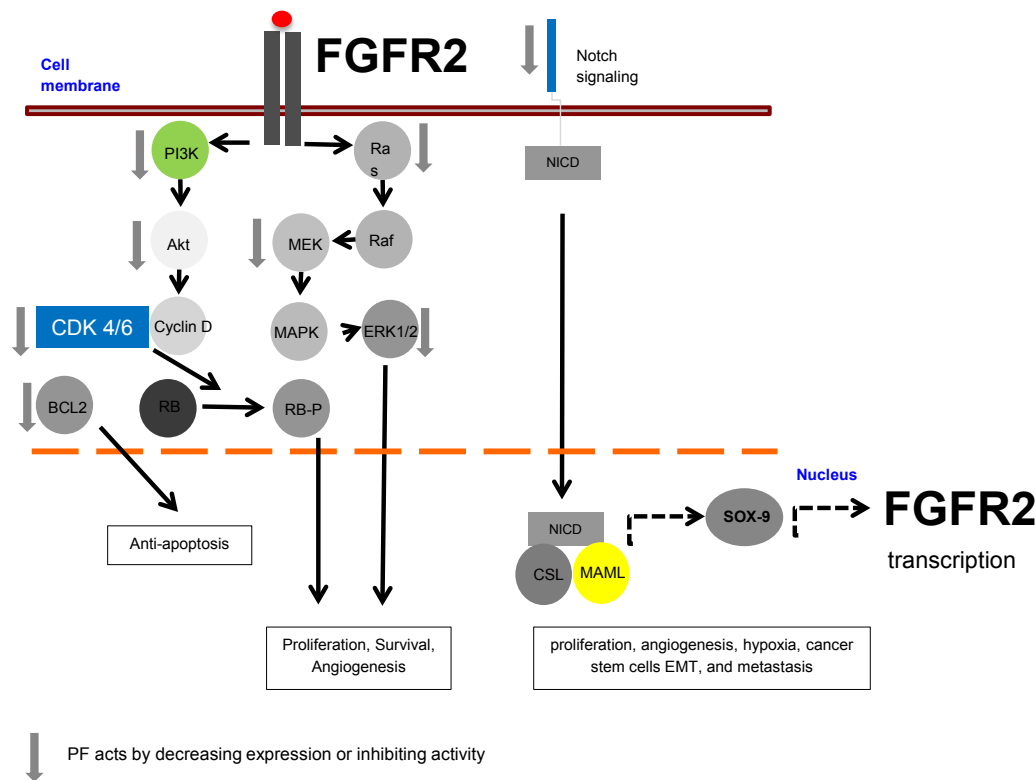 FGFR2
Cell
membrane
Notch
signaling
PI3K
Ra
s
NICD
Akt
MEK
Raf
CDK 4/6
Cyclin D
MAPK
ERK1/2
BCL2
RB
RB-P
Nucleus
Anti-apoptosis
NICD
CSL
MAML
SOX-9
FGFR2
transcription
Proliferation, Survival,
Angiogenesis
proliferation, angiogenesis, hypoxia, cancer
stem cells EMT, and metastasis
PF acts by decreasing expression or inhibiting activity